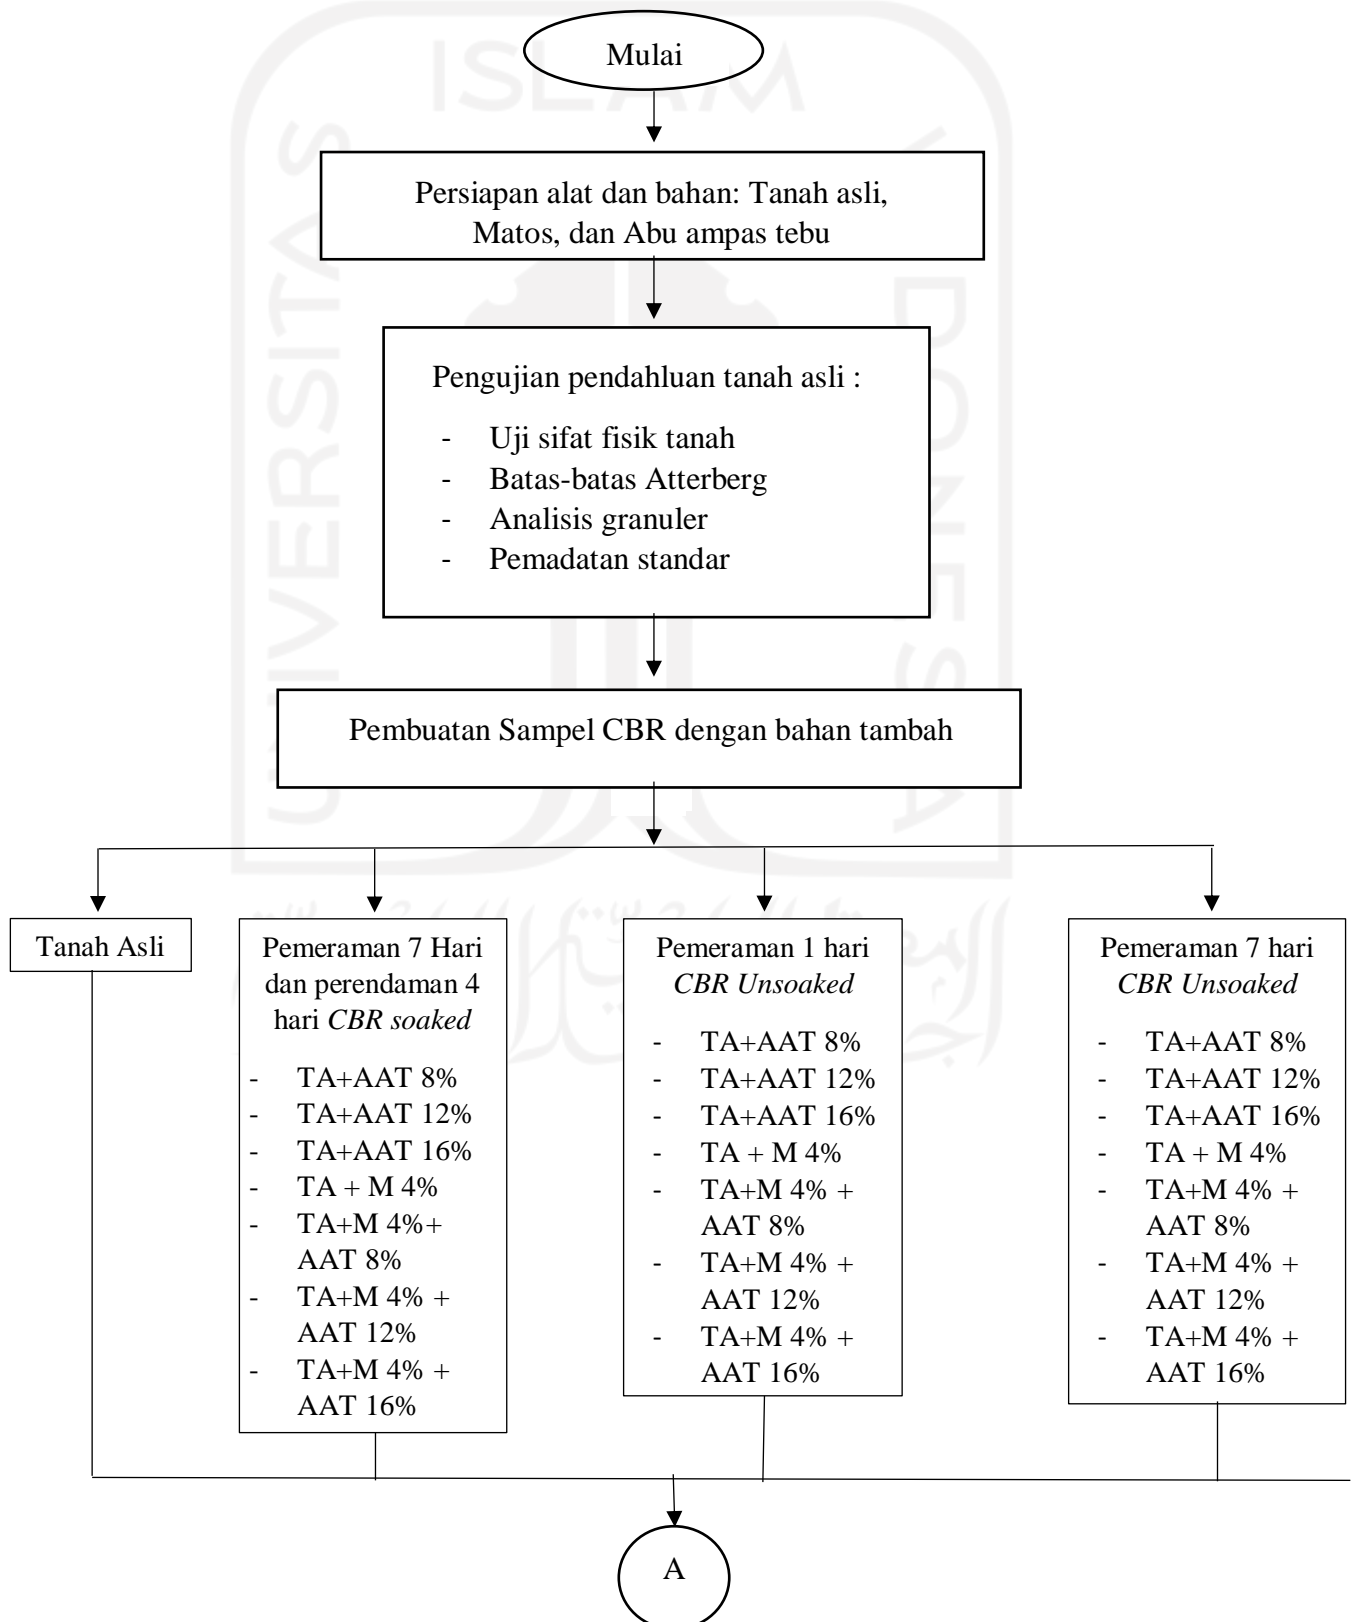 Mulai
Persiapan alat dan bahan: Tanah asli,
Matos, dan Abu ampas tebu
Pengujian pendahluan tanah asli :
- Uji sifat fisik tanah
- Batas-batas Atterberg
- Analisis granuler
- Pemadatan standar
Pembuatan Sampel CBR dengan bahan tambah
Tanah Asli
Pemeraman 7 Hari
dan perendaman 4
hari CBR soaked
- TA+AAT 8%
- TA+AAT 12%
- TA+AAT 16%
- TA + M 4%
- TA+M 4%+
AAT 8%
- TA+M 4% +
AAT 12%
- TA+M 4% +
AAT 16%
Pemeraman 1 hari
CBR Unsoaked
- TA+AAT 8%
- TA+AAT 12%
- TA+AAT 16%
- TA + M 4%
- TA+M 4% +
AAT 8%
- TA+M 4% +
AAT 12%
- TA+M 4% +
AAT 16%
Pemeraman 7 hari
CBR Unsoaked
- TA+AAT 8%
- TA+AAT 12%
- TA+AAT 16%
- TA + M 4%
- TA+M 4% +
AAT 8%
- TA+M 4% +
AAT 12%
- TA+M 4% +
AAT 16%
A
UNIVERSITAS
ISLAM